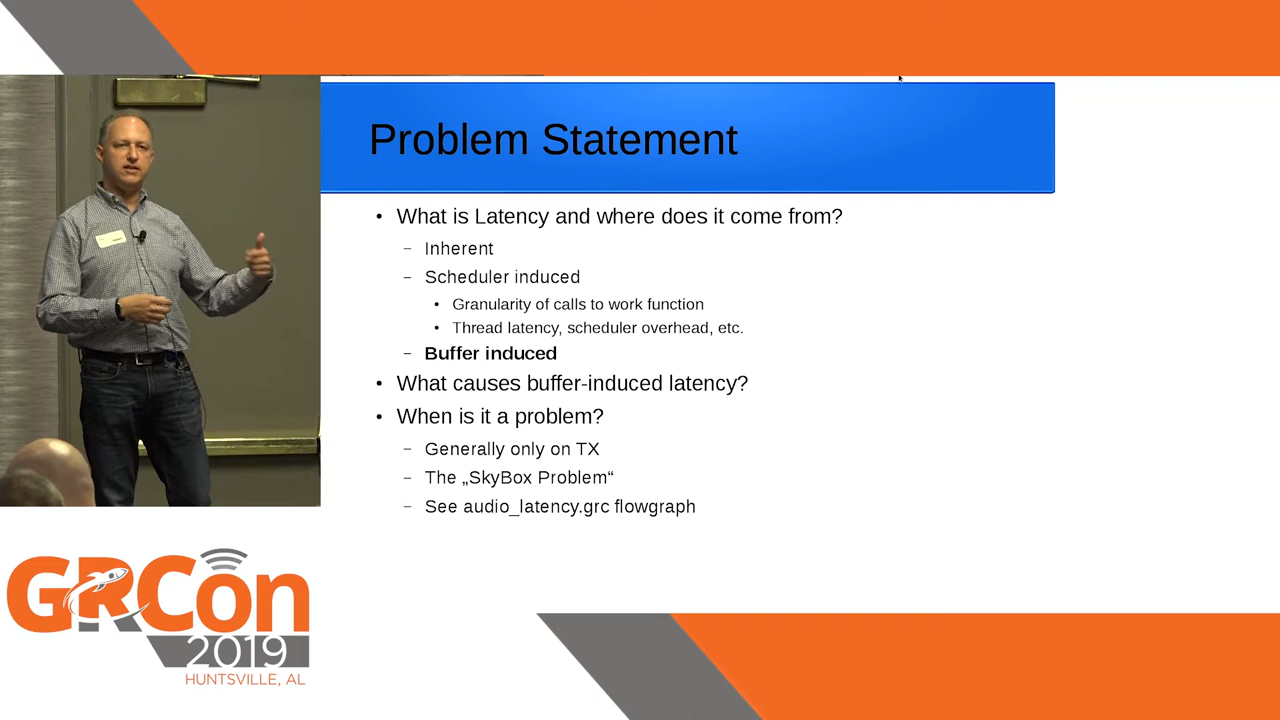 Problem Statement
• What is Latency and where does it come from?
– Inherent
– Scheduler induced
• Granularity of calls to work function
• Thread latency, scheduler overhead, etc.
– Buffer induced
• What causes buffer-induced latency?
• When is it a problem?
– Generally only on TX
– The „SkyBox Problem“
– See audio_latency.grc flowgraph
GRCon
2019
HUNTSVILLE, AL